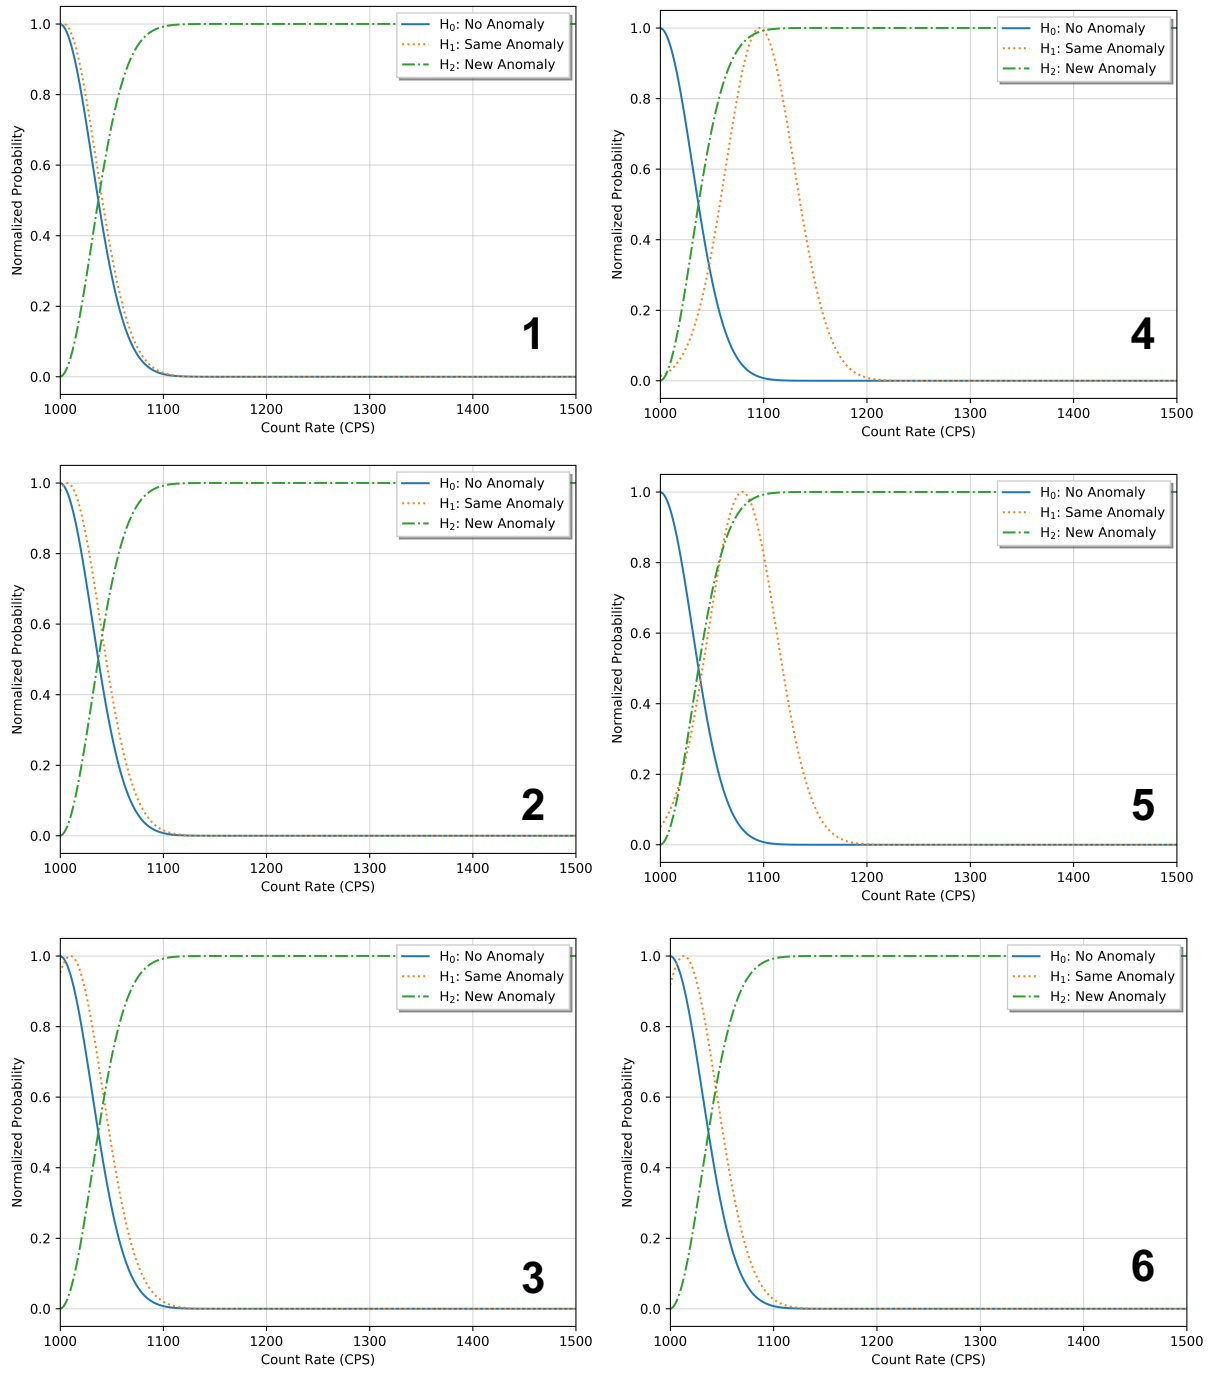 1.0
0.8
0.6
0.4
0.2
0.0
Normalized Probability
H₀: No Anomaly
H₁: Same Anomaly
H₂: New Anomaly
1
1000 1100 1200 1300 1400 1500
Count Rate (CPS)
1.0
0.8
0.6
0.4
0.2
0.0
Normalized Probability
H₀: No Anomaly
H₁: Same Anomaly
H₂: New Anomaly
4
1000 1100 1200 1300 1400 1500
Count Rate (CPS)
1.0
0.8
0.6
0.4
0.2
0.0
Normalized Probability
H₀: No Anomaly
H₁: Same Anomaly
H₂: New Anomaly
2
1000 1100 1200 1300 1400 1500
Count Rate (CPS)
1.0
0.8
0.6
0.4
0.2
0.0
Normalized Probability
H₀: No Anomaly
H₁: Same Anomaly
H₂: New Anomaly
5
1000 1100 1200 1300 1400 1500
Count Rate (CPS)
1.0
0.8
0.6
0.4
0.2
0.0
Normalized Probability
H₀: No Anomaly
H₁: Same Anomaly
H₂: New Anomaly
3
1000 1100 1200 1300 1400 1500
Count Rate (CPS)
1.0
0.8
0.6
0.4
0.2
0.0
Normalized Probability
H₀: No Anomaly
H₁: Same Anomaly
H₂: New Anomaly
6
1000 1100 1200 1300 1400 1500
Count Rate (CPS)